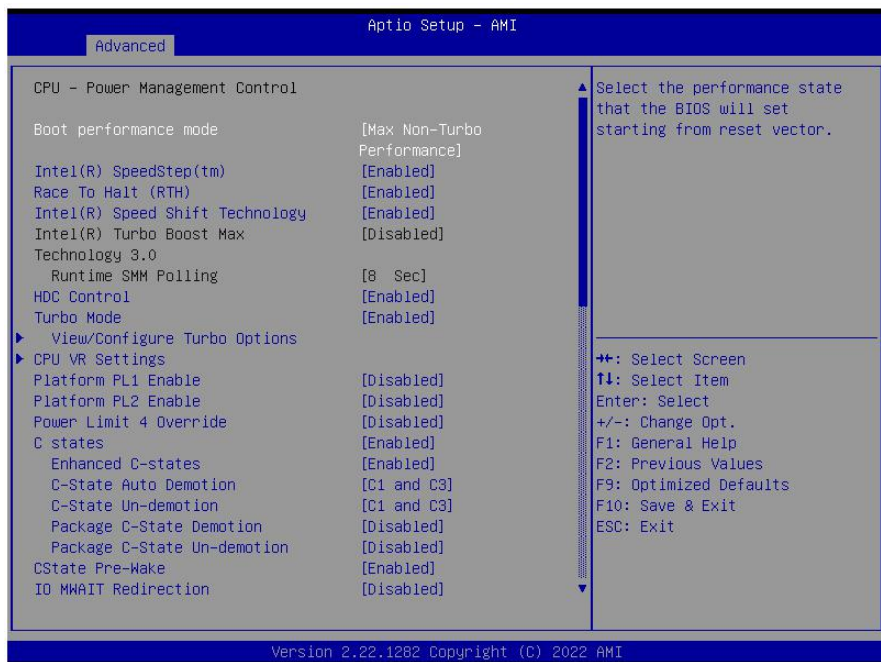 Aptio Setup – AMI
Advanced
CPU – Power Management Control
Boot performance mode [Max Non-Turbo
Performance]
Intel(R) SpeedStep(tm) [Enabled]
Race To Halt (RTH) [Enabled]
Intel(R) Speed Shift Technology [Enabled]
Intel(R) Turbo Boost Max [Disabled]
Technology 3.0
Runtime SMM Polling [8 Sec]
HDC Control [Enabled]
Turbo Mode [Enabled]
View/Configure Turbo Options
CPU VR Settings
Platform PL1 Enable [Disabled]
Platform PL2 Enable [Disabled]
Power Limit 4 Override [Disabled]
C states [Enabled]
Enhanced C-states [Enabled]
C-State Auto Demotion [C1 and C3]
C-State Un-demotion [C1 and C3]
Package C-State Demotion [Disabled]
Package C-State Un-demotion [Disabled]
CState Pre-Wake [Enabled]
IO MWAIT Redirection [Disabled]
Select the performance state
that the BIOS will set
starting from reset vector.
→←: Select Screen
↑↓: Select Item
Enter: Select
+/-: Change Opt.
F1: General Help
F2: Previous Values
F9: Optimized Defaults
F10: Save & Exit
ESC: Exit
Version 2.22.1282 Copyright (C) 2022 AMI